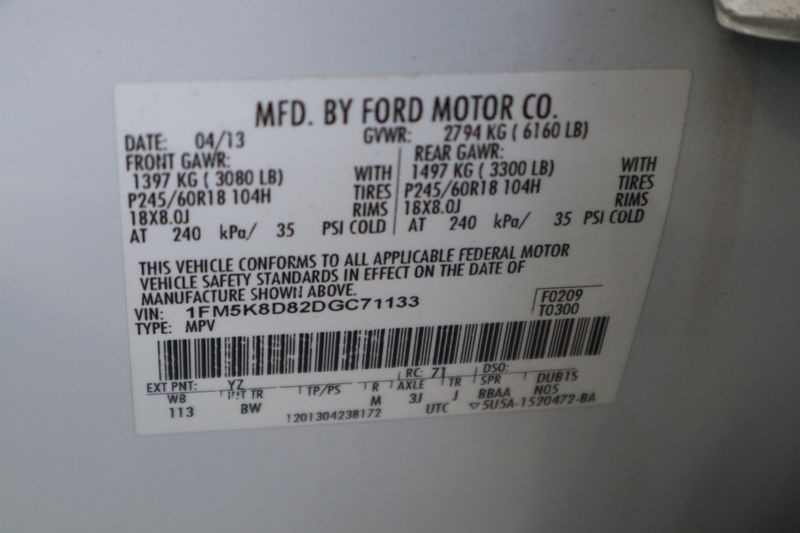 MFD. BY FORD MOTOR CO.
DATE: 04/13 GVWR: 2794 KG ( 6160 LB)
FRONT GAWR: REAR GAWR:
1397 KG ( 3080 LB) WITH 1497 KG ( 3300 LB) WITH
P245/60R18 104H TIRES P245/60R18 104H TIRES
18X8.0J RIMS 18X8.0J RIMS
AT 240 kPa/ 35 PSI COLD AT 240 kPa/ 35 PSI COLD
THIS VEHICLE CONFORMS TO ALL APPLICABLE FEDERAL MOTOR
VEHICLE SAFETY STANDARDS IN EFFECT ON THE DATE OF
MANUFACTURE SHOWN ABOVE.
VIN: 1FM5K8D82DGC71133 F0209
TYPE: MPV T0300
EXT PNT: YZ RC: 71 DSO:
WB INT TR TP/PS R AXLE TR SPR DUB1S
113 BW M 3J J BBAA N05
1201304238172 UTC ▽5U5A-1520472-BA